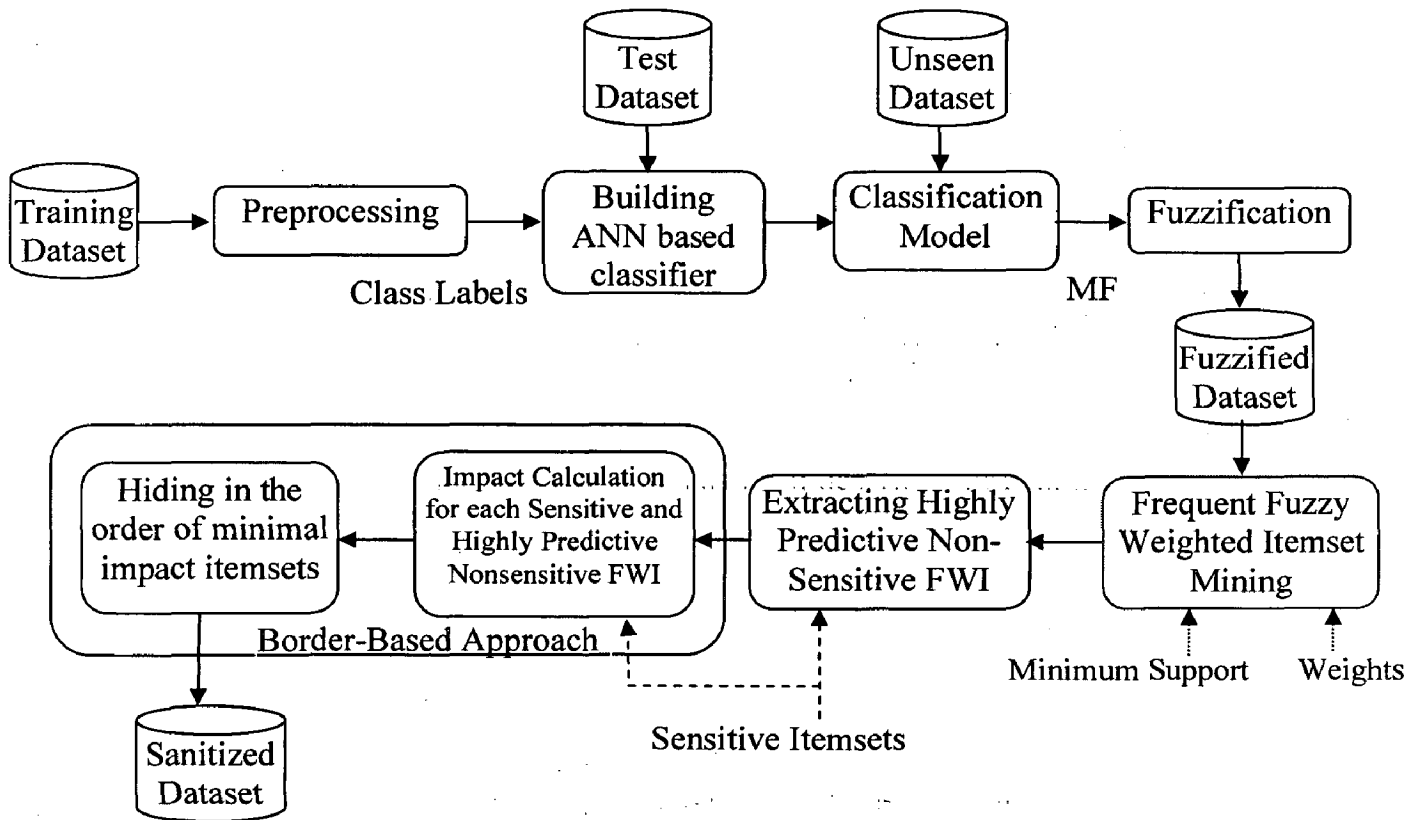 Test
Dataset
Unseen
Dataset
Training
Dataset
Preprocessing
Building
ANN based
classifier
Classification
Model
Fuzzification
Class Labels
MF
Fuzzified
Dataset
Hiding in the
order of minimal
impact itemsets
Impact Calculation
for each Sensitive and
Highly Predictive
Nonsensitive FWI
Extracting Highly
Predictive Non-
Sensitive FWI
Frequent Fuzzy
Weighted Itemset
Mining
Border-Based Approach
Minimum Support
Weights
Sensitive Itemsets
Sanitized
Dataset